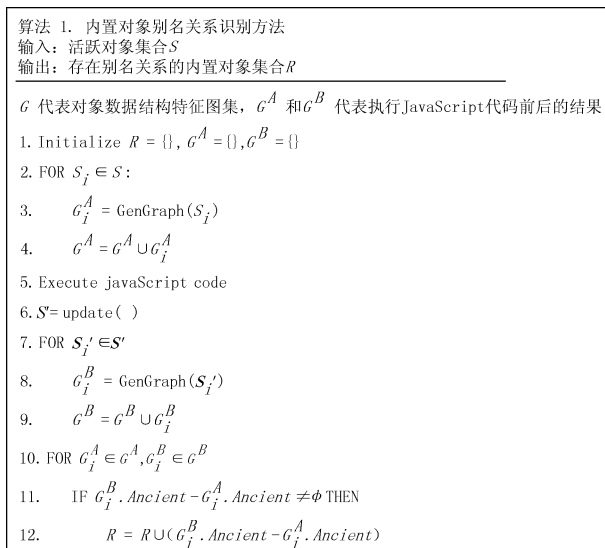 算法 1. 内置对象别名关系识别方法
输入: 活跃对象集合S
输出: 存在别名关系的内置对象集合R
G 代表对象数据结构特征图集, G^A 和G^B 代表执行JavaScript代码前后的结果
1. Initialize R = {}, G^A = {}, G^B = {}
2. FOR S_i ∈ S:
3. G_i^A = GenGraph(S_i)
4. G^A = G^A ∪ G_i^A
5. Execute javaScript code
6. S′= update( )
7. FOR S_i′ ∈ S′
8. G_i^B = GenGraph(S_i′)
9. G^B = G^B ∪ G_i^B
10. FOR G_i^A ∈ G^A, G_i^B ∈ G^B
11. IF G_i^B.Ancient - G_i^A.Ancient ≠ Φ THEN
12. R = R ∪ (G_i^B.Ancient - G_i^A.Ancient)